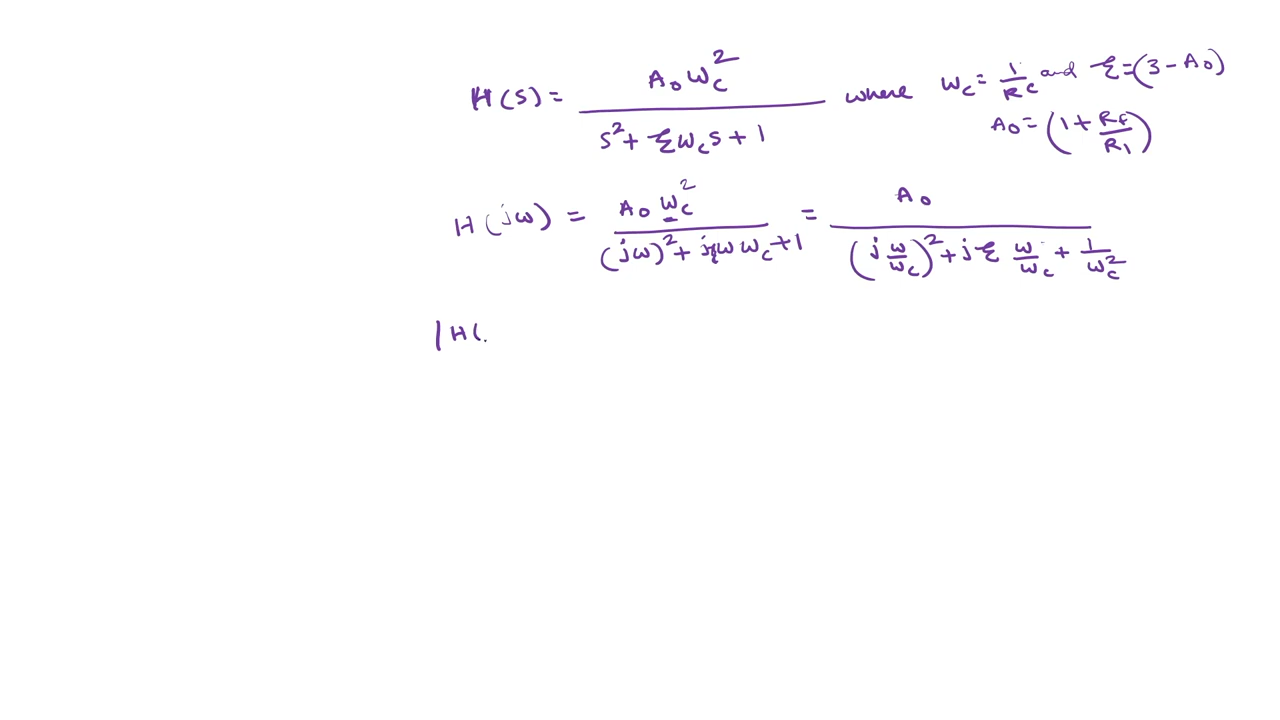 H(s) = A₀ω_c² / (s² + ξω_c s + 1) where ω_c = 1/RC and ξ = (3 - A₀)
A₀ = (1 + R_f/R₁)
H(jω) = A₀ω_c² / ((jω)² + jξω ω_c + 1) = A₀ / ((j ω/ω_c)² + jξ ω/ω_c + 1/ω_c²)
|H(